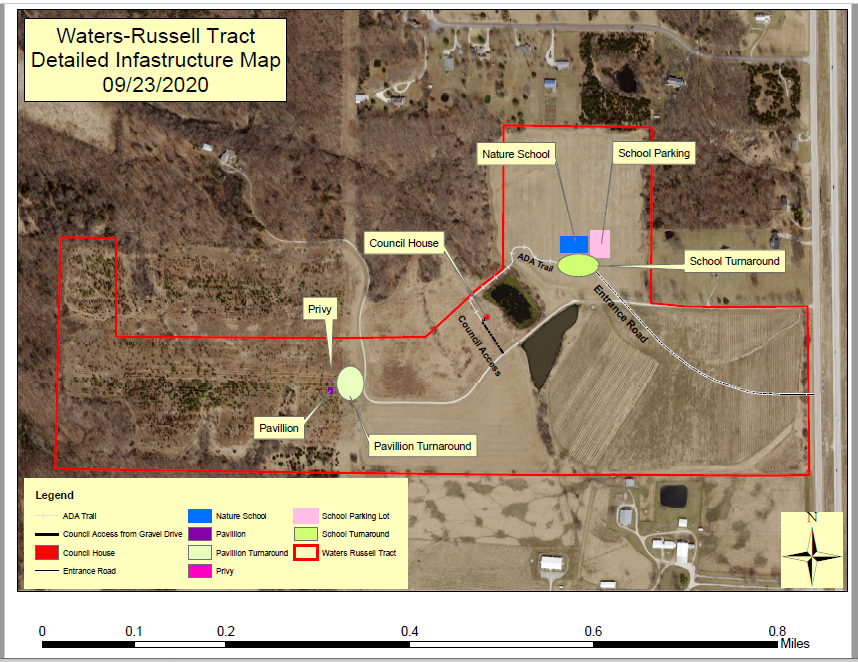 Waters-Russell Tract
Detailed Infastructure Map
09/23/2020
Nature School
School Parking
Council House
ADA Trail
School Turnaround
Entrance Road
Privy
Council Access
Pavillion
Pavillion Turnaround
Legend
ADA Trail
Council Access from Gravel Drive
Council House
Entrance Road
Nature School
Pavillion
Pavillion Turnaround
Privy
School Parking Lot
School Turnaround
Waters Russell Tract
N
0 0.1 0.2 0.4 0.6 0.8
Miles